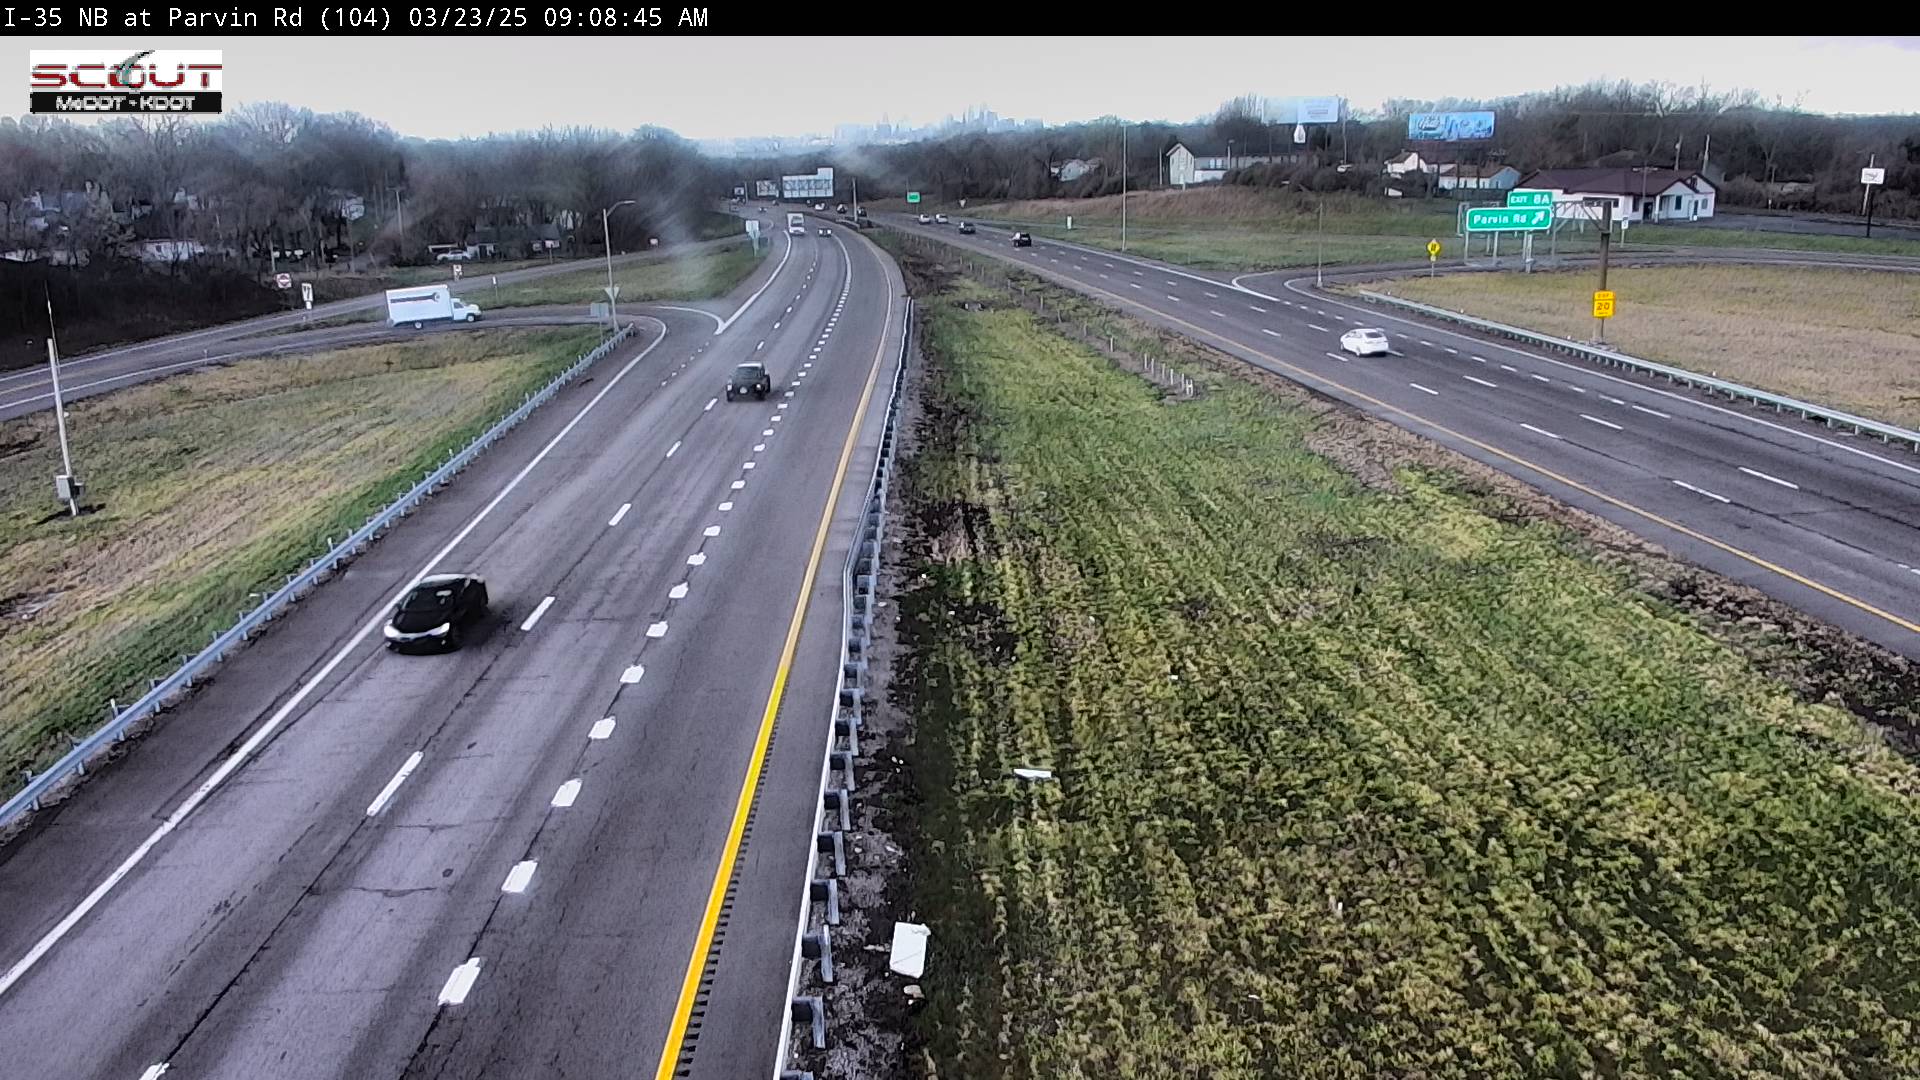 I-35 NB at Parvin Rd (104) 03/23/25 09:08:45 AM
SCOUT
MoDOT - KDOT
EXIT 8A
Parvin Rd
EXIT
20